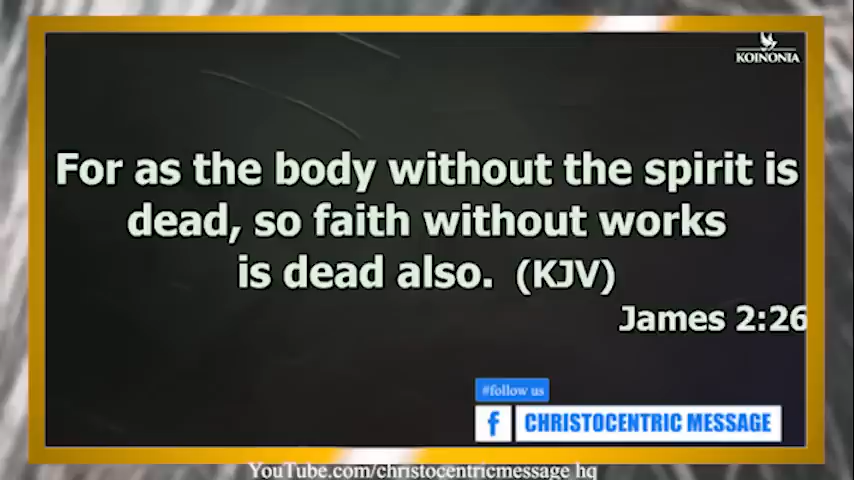 KOINONIA
For as the body without the spirit is
dead, so faith without works
is dead also. (KJV)
James 2:26
#follow us
f CHRISTOCENTRIC MESSAGE
YouTube.com/christocentricmessage hq